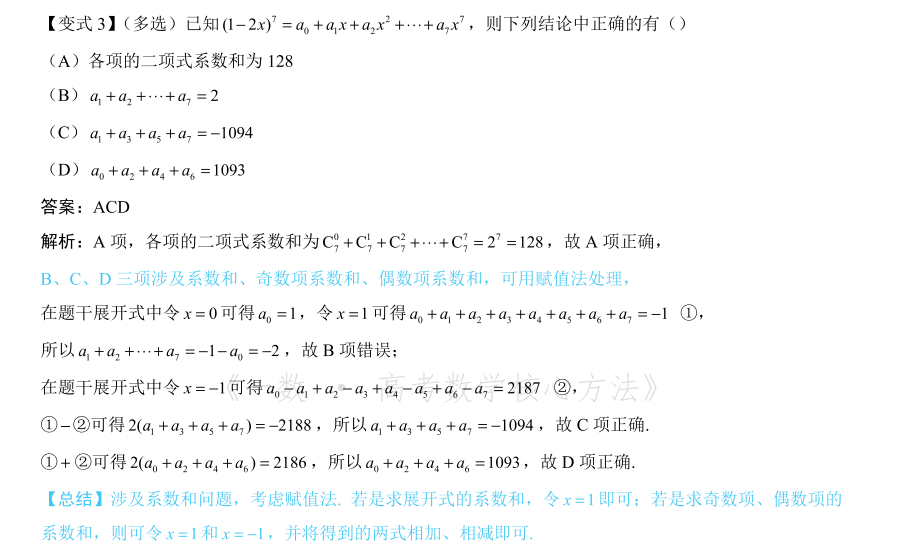 【变式 3】（多选）已知 $(1-2x)^7 = a_0 + a_1x + a_2x^2 + \cdots + a_7x^7$，则下列结论中正确的有（）
（A）各项的二项式系数和为 128
（B）$a_1 + a_2 + \cdots + a_7 = 2$
（C）$a_1 + a_3 + a_5 + a_7 = -1094$
（D）$a_0 + a_2 + a_4 + a_6 = 1093$
答案：ACD
解析：A 项，各项的二项式系数和为 $C_7^0 + C_7^1 + C_7^2 + \cdots + C_7^7 = 2^7 = 128$，故 A 项正确，
B、C、D 三项涉及系数和、奇数项系数和、偶数项系数和，可用赋值法处理，
在题干展开式中令 $x = 0$ 可得 $a_0 = 1$，令 $x = 1$ 可得 $a_0 + a_1 + a_2 + a_3 + a_4 + a_5 + a_6 + a_7 = -1$ ①，
所以 $a_1 + a_2 + \cdots + a_7 = -1 - a_0 = -2$，故 B 项错误；
在题干展开式中令 $x = -1$ 可得 $a_0 - a_1 + a_2 - a_3 + a_4 - a_5 + a_6 - a_7 = 2187$ ②，
①－②可得 $2(a_1 + a_3 + a_5 + a_7) = -2188$，所以 $a_1 + a_3 + a_5 + a_7 = -1094$，故 C 项正确.
①＋②可得 $2(a_0 + a_2 + a_4 + a_6) = 2186$，所以 $a_0 + a_2 + a_4 + a_6 = 1093$，故 D 项正确.
【总结】涉及系数和问题，考虑赋值法. 若是求展开式的系数和，令 $x = 1$ 即可；若是求奇数项、偶数项的
系数和，则可令 $x = 1$ 和 $x = -1$，并将得到的两式相加、相减即可.